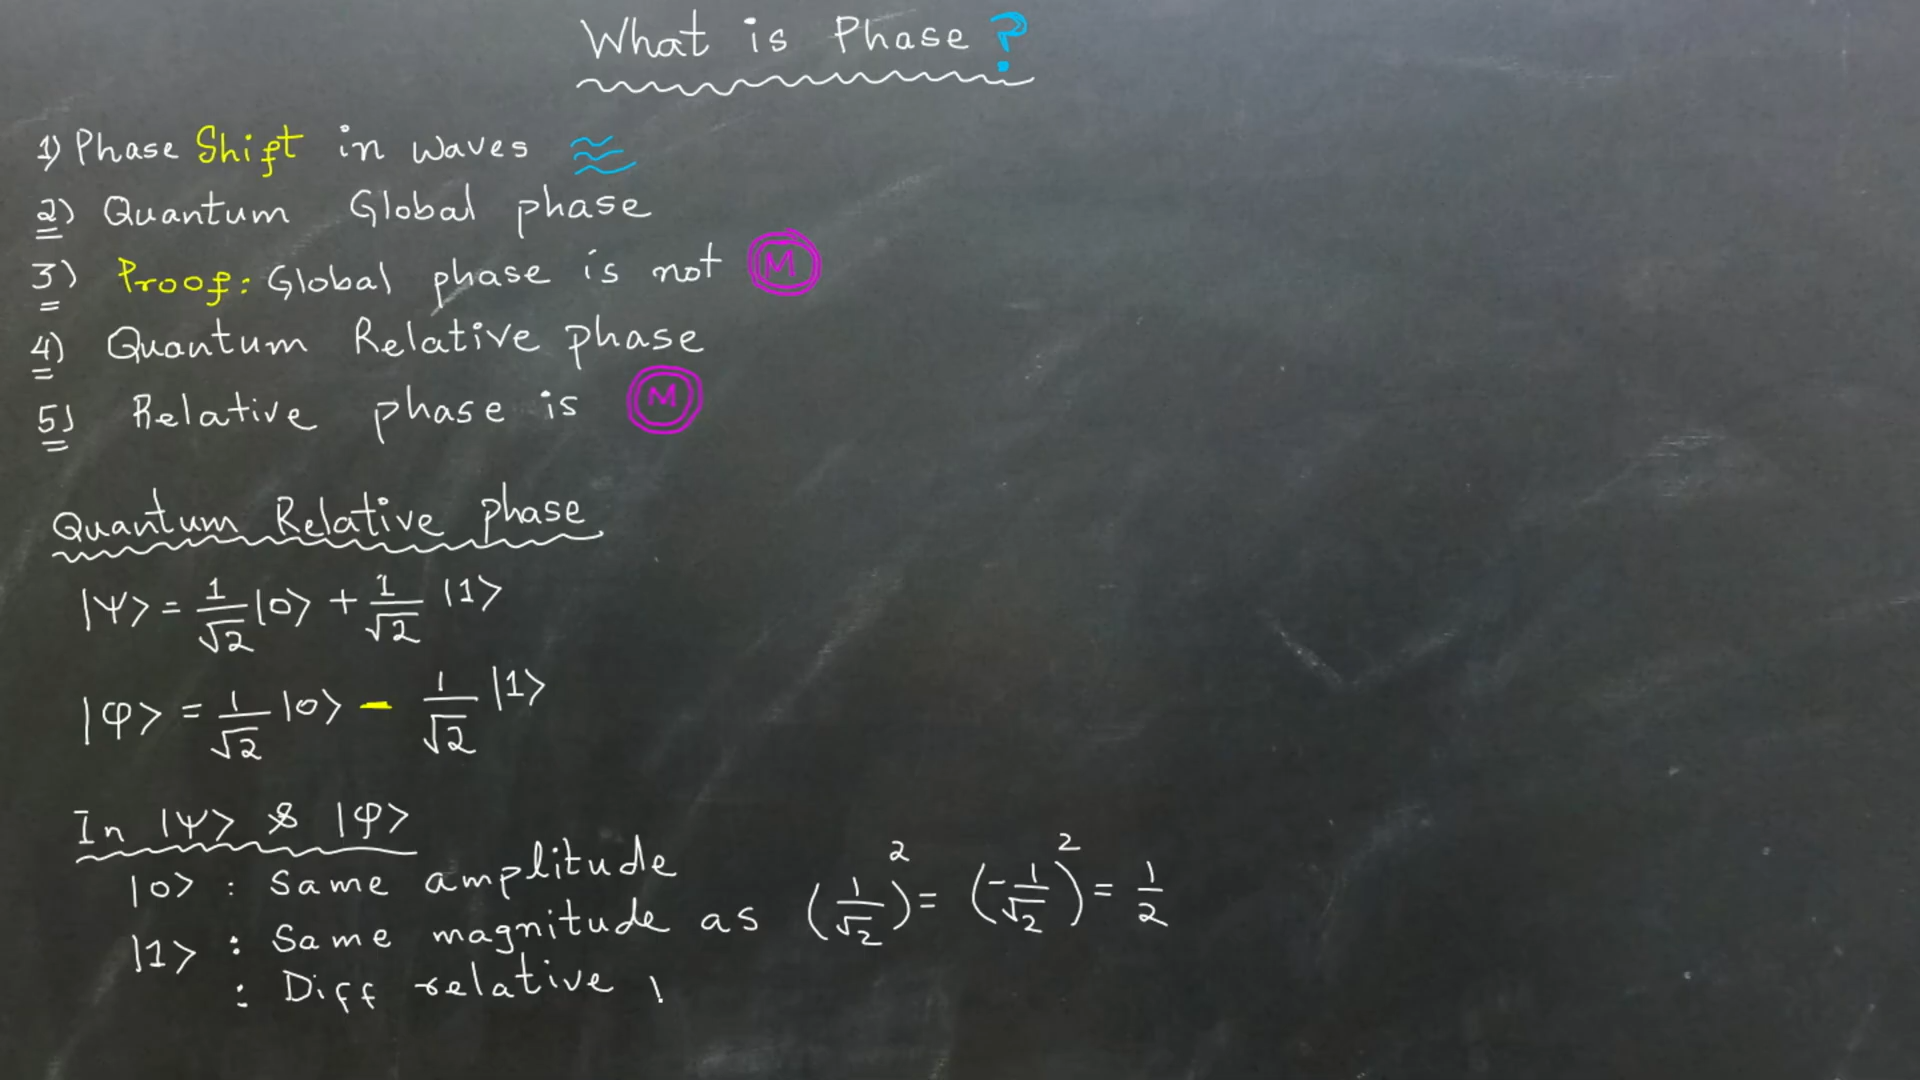 What is Phase?
1) Phase Shift in waves
2) Quantum Global phase
3) Proof: Global phase is not M
4) Quantum Relative phase
5) Relative phase is M
Quantum Relative phase
|Ψ> = 1/√2 |0> + 1/√2 |1>
|φ> = 1/√2 |0> - 1/√2 |1>
In |Ψ> & |φ>
|0> : Same amplitude
|1> : Same magnitude as (1/√2)² = (-1/√2)² = 1/2
: Diff relative